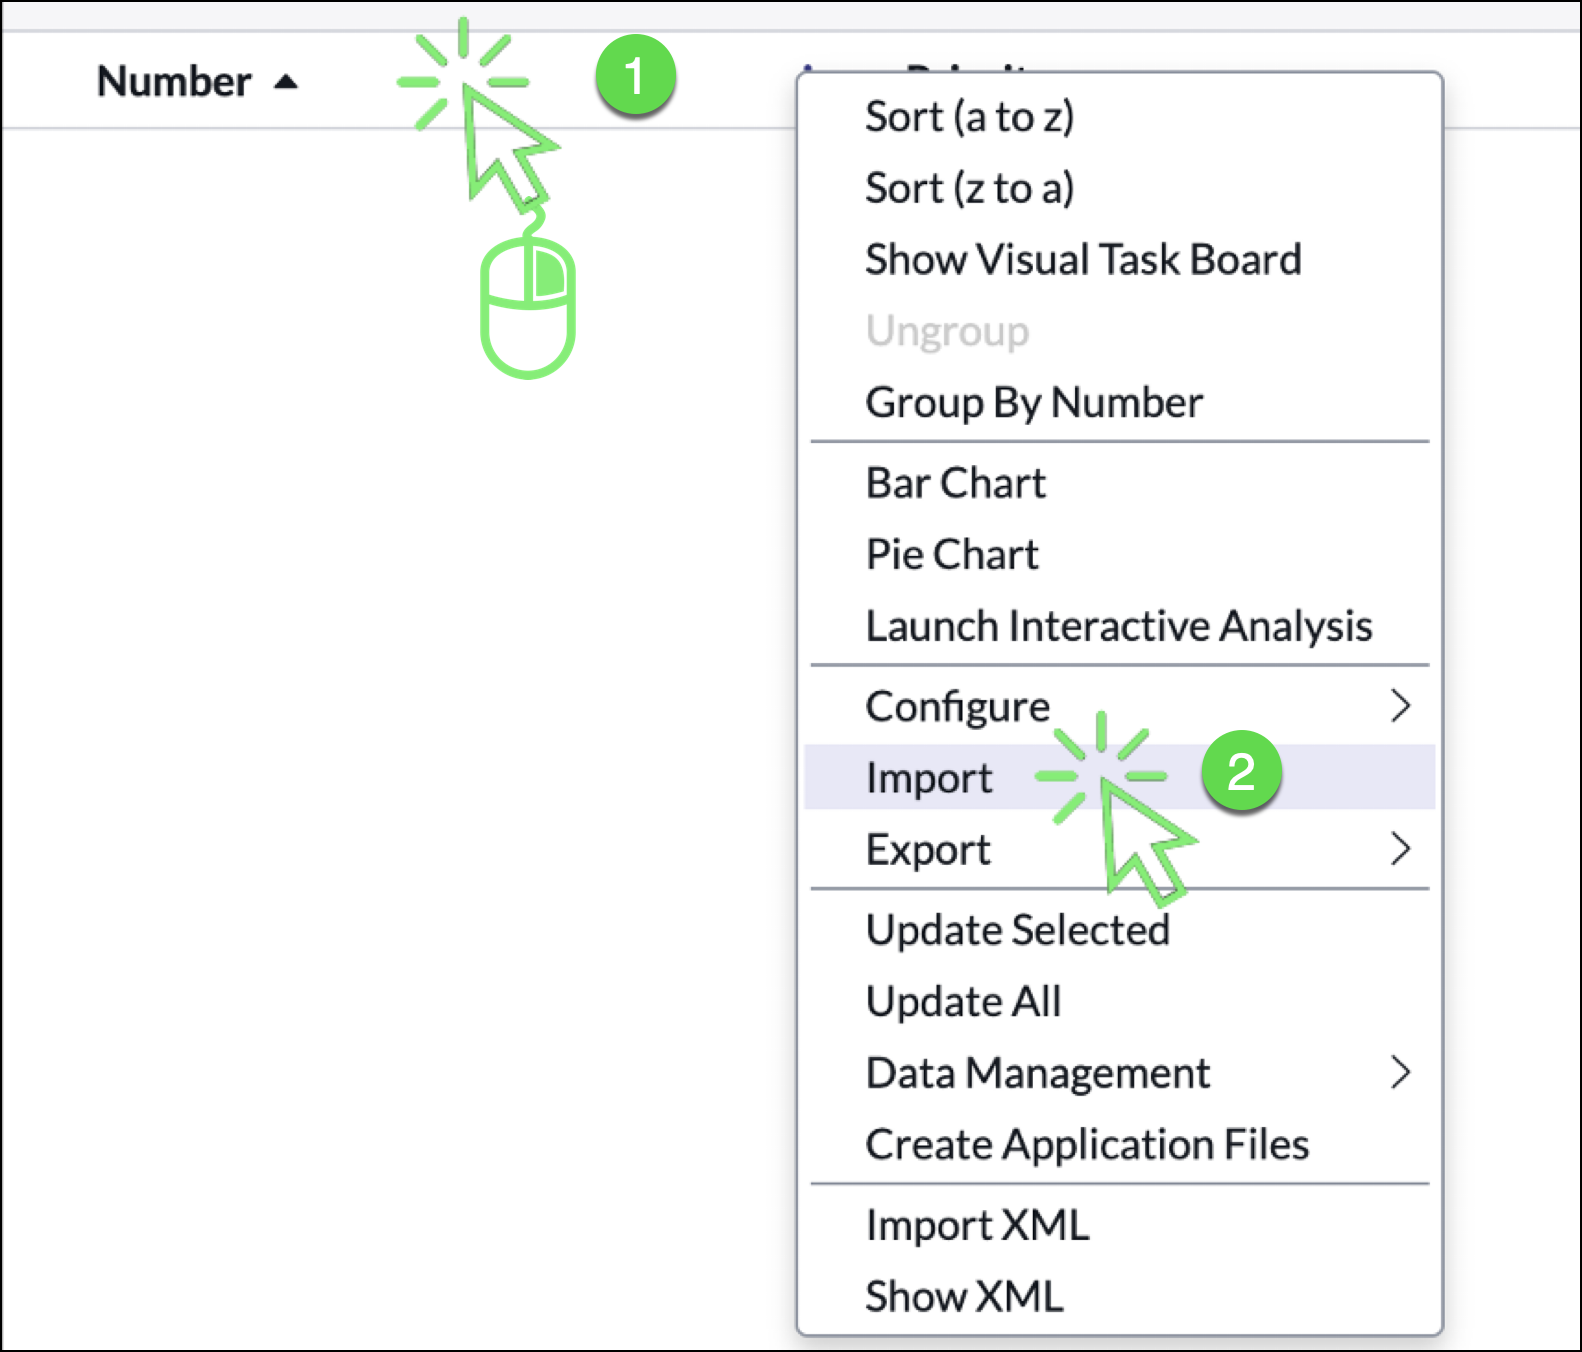 Number ▲
1
Sort (a to z)
Sort (z to a)
Show Visual Task Board
Ungroup
Group By Number
Bar Chart
Pie Chart
Launch Interactive Analysis
Configure
Import
2
Export
Update Selected
Update All
Data Management
Create Application Files
Import XML
Show XML